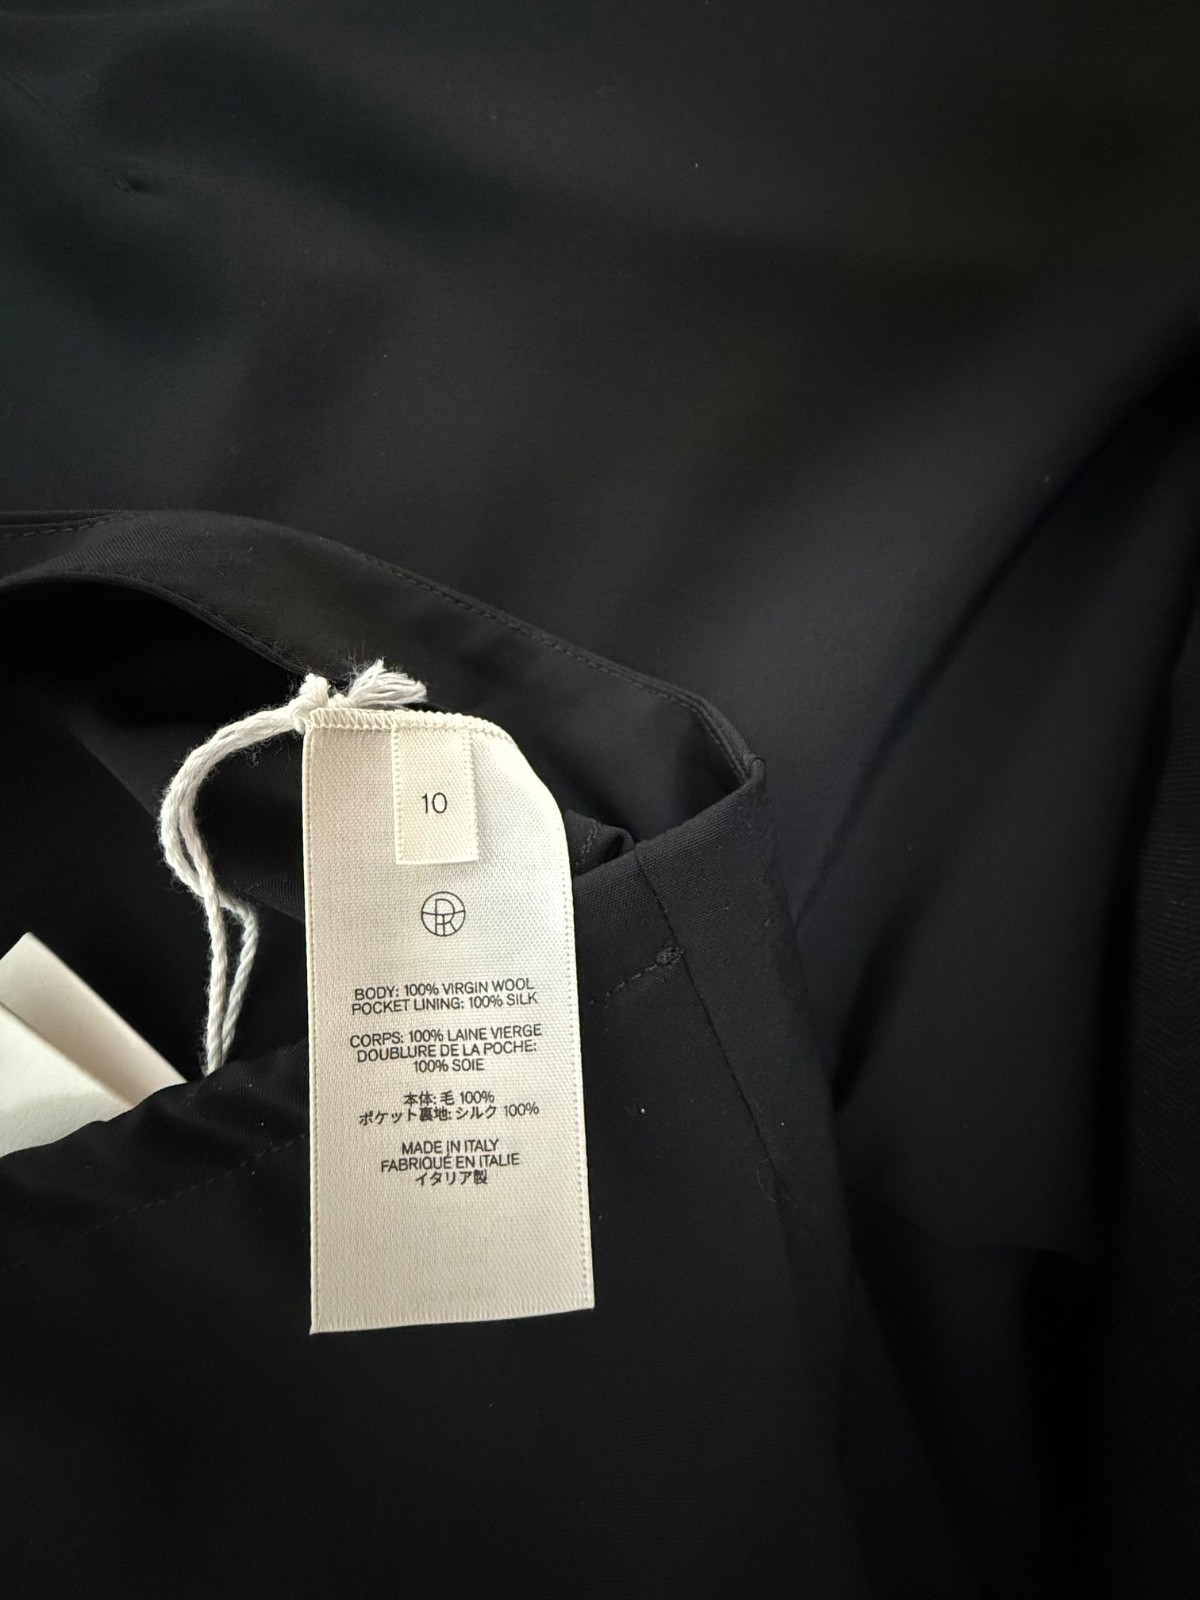 10
BODY: 100% VIRGIN WOOL
POCKET LINING: 100% SILK
CORPS: 100% LAINE VIERGE
DOUBLURE DE LA POCHE:
100% SOIE
本体: 毛 100%
ポケット裏地: シルク 100%
MADE IN ITALY
FABRIQUÉ EN ITALIE
イタリア製